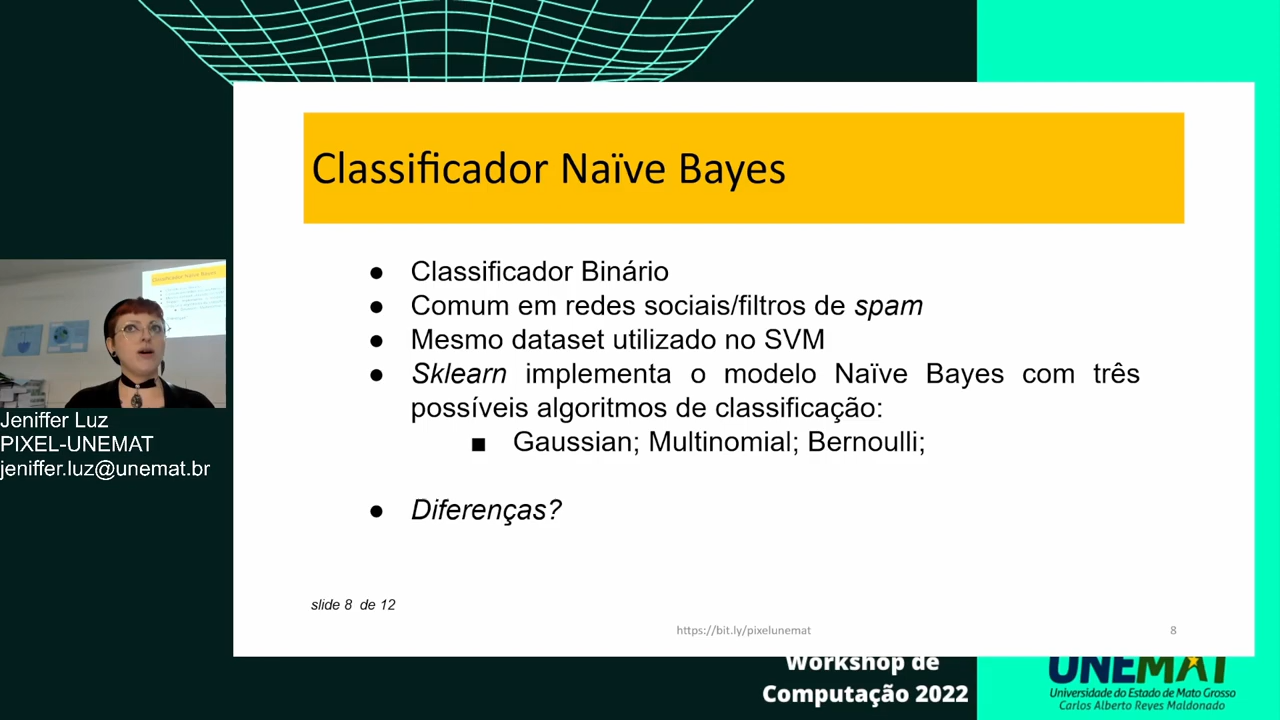 Classificador Naïve Bayes
● Classificador Binário
● Comum em redes sociais/filtros de spam
● Mesmo dataset utilizado no SVM
● Sklearn implementa o modelo Naïve Bayes com três
possíveis algoritmos de classificação:
■ Gaussian; Multinomial; Bernoulli;
● Diferenças?
slide 8 de 12
https://bit.ly/pixelunemat
8
Jeniffer Luz
PIXEL-UNEMAT
jeniffer.luz@unemat.br
Workshop de
Computação 2022
UNEMAT
Universidade do Estado de Mato Grosso
Carlos Alberto Reyes Maldonado